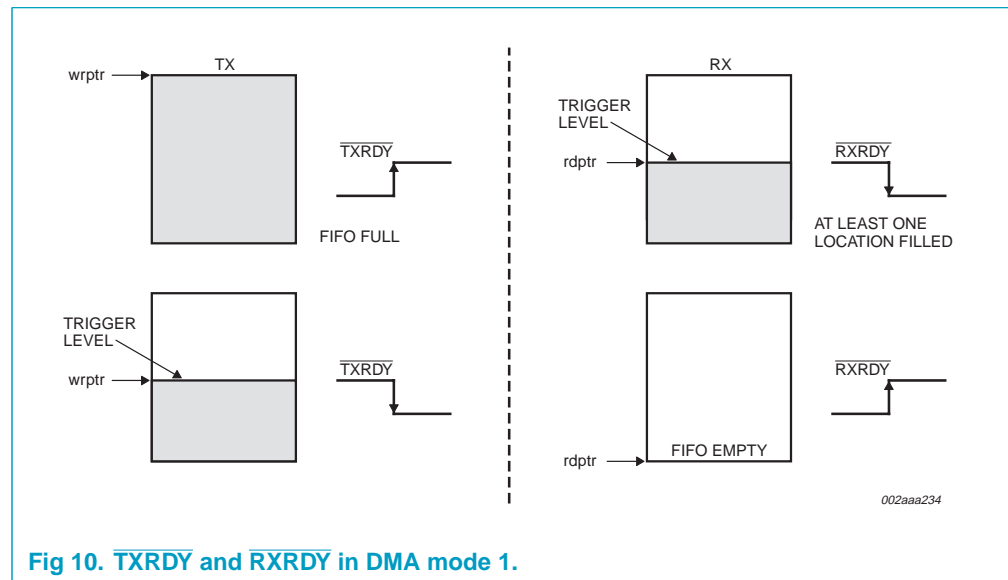 TX
wrptr
TXRDY
FIFO FULL
TRIGGER
LEVEL
wrptr
TXRDY
RX
TRIGGER
LEVEL
rdptr
RXRDY
AT LEAST ONE
LOCATION FILLED
RXRDY
FIFO EMPTY
rdptr
002aaa234
Fig 10. TXRDY and RXRDY in DMA mode 1.